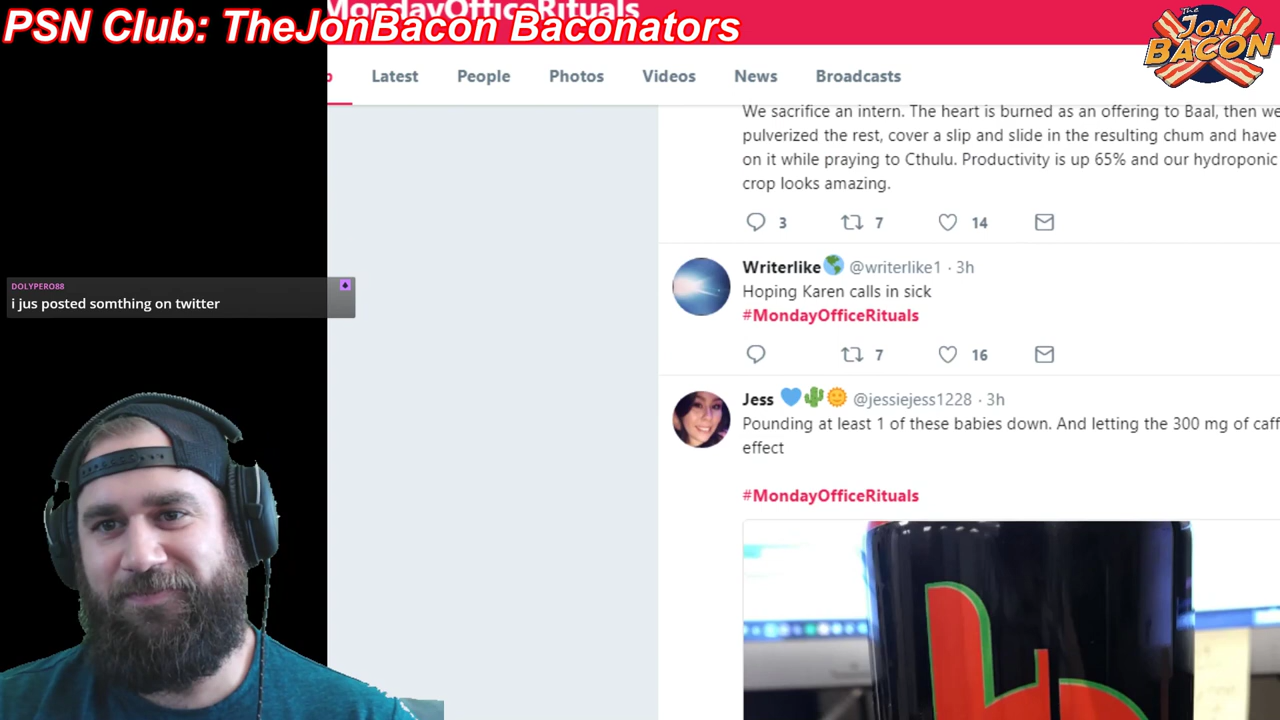 MondayOfficeRituals
PSN Club: TheJonBacon Baconators
The
JON
BACON
Latest People Photos Videos News Broadcasts
We sacrifice an intern. The heart is burned as an offering to Baal, then we
pulverized the rest, cover a slip and slide in the resulting chum and have
on it while praying to Cthulu. Productivity is up 65% and our hydroponic
crop looks amazing.
3 7 14
Writerlike @writerlike1 · 3h
Hoping Karen calls in sick
#MondayOfficeRituals
7 16
DOLYPERO88
i jus posted somthing on twitter
Jess @jessiejess1228 · 3h
Pounding at least 1 of these babies down. And letting the 300 mg of caff
effect
#MondayOfficeRituals